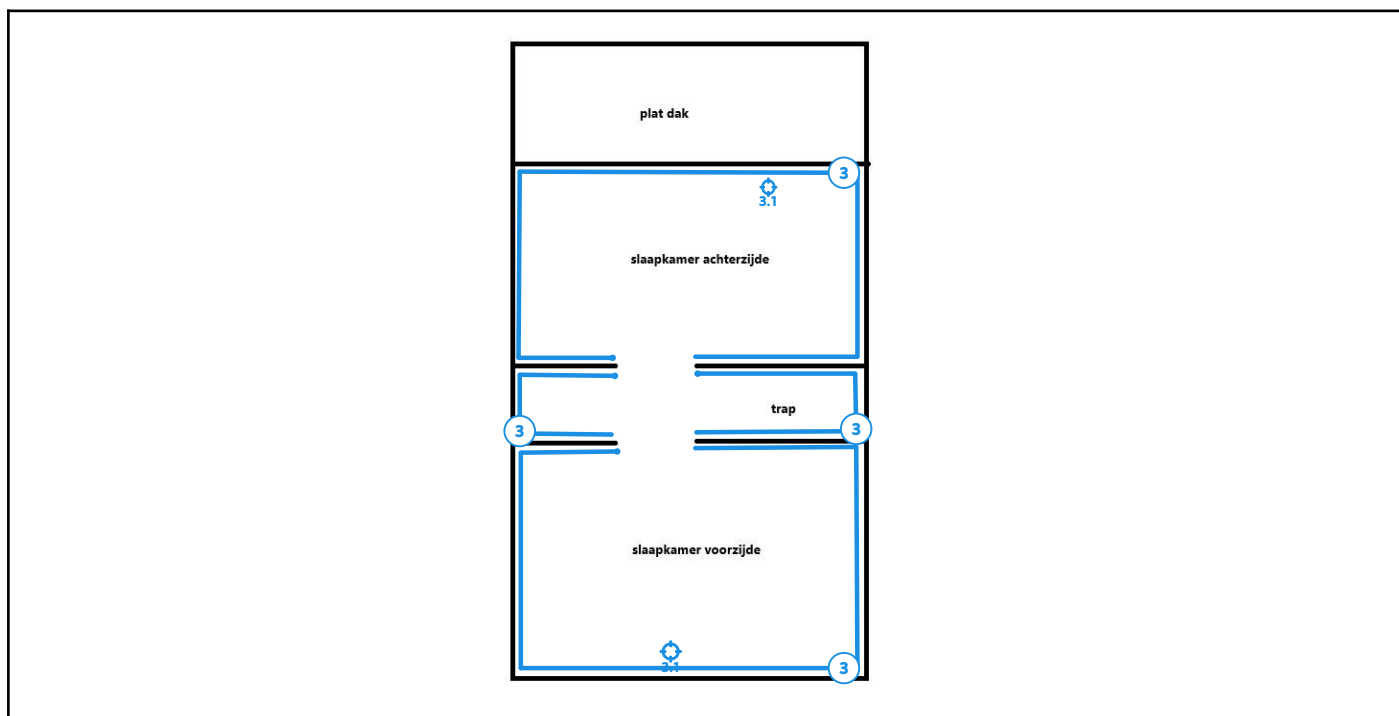 plat dak
3
3.1
slaapkamer achterzijde
trap
3
3
slaapkamer voorzijde
3.1
3